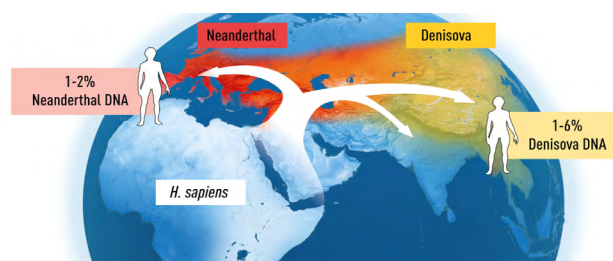 Neanderthal
Denisova
1-2%
Neanderthal DNA
1-6%
Denisova DNA
H. sapiens